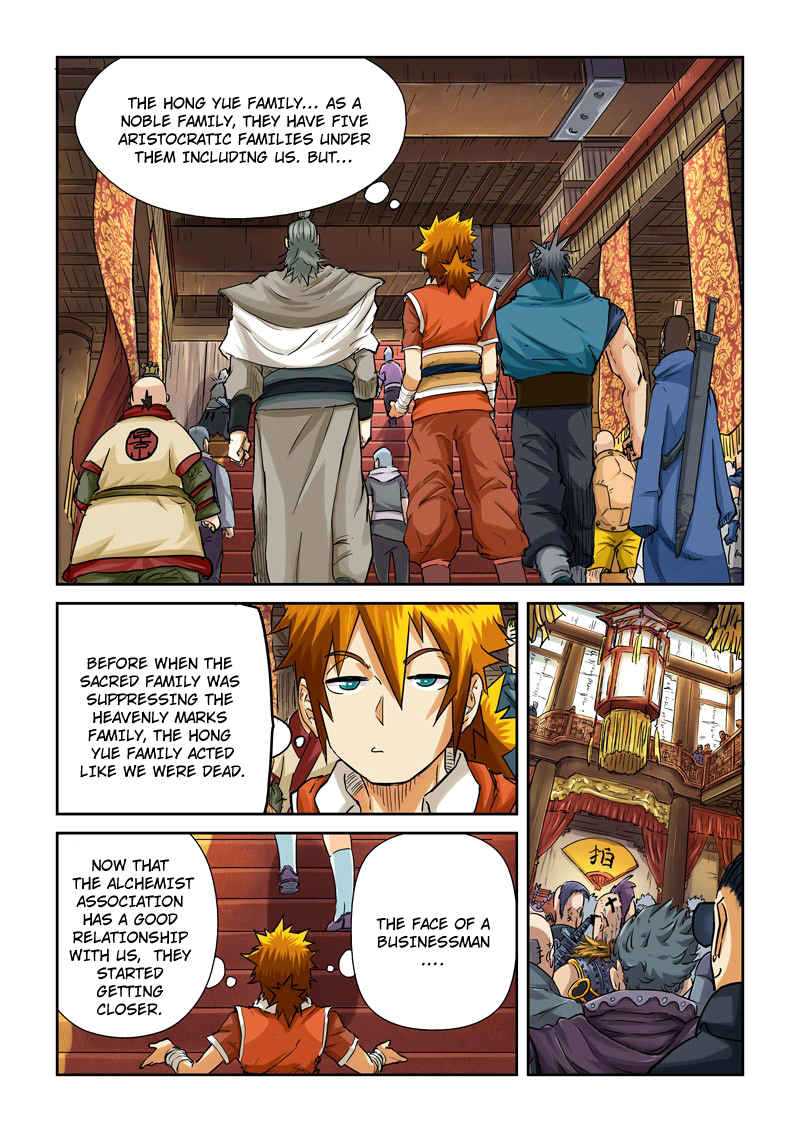 THE HONG YUE FAMILY... AS A
NOBLE FAMILY, THEY HAVE FIVE
ARISTOCRATIC FAMILIES UNDER
THEM INCLUDING US. BUT...
BEFORE WHEN THE
SACRED FAMILY WAS
SUPPRESSING THE
HEAVENLY MARKS
FAMILY, THE HONG
YUE FAMILY ACTED
LIKE WE WERE DEAD.
拍
NOW THAT
THE ALCHEMIST
ASSOCIATION
HAS A GOOD
RELATIONSHIP
WITH US, THEY
STARTED
GETTING
CLOSER.
THE FACE OF A
BUSINESSMAN
....